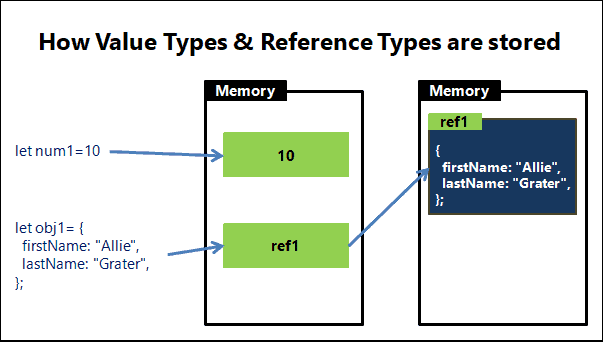 How Value Types & Reference Types are stored
Memory
Memory
let num1=10
10
ref1
{
firstName: "Allie",
lastName: "Grater",
};
let obj1= {
firstName: "Allie",
lastName: "Grater",
};
ref1